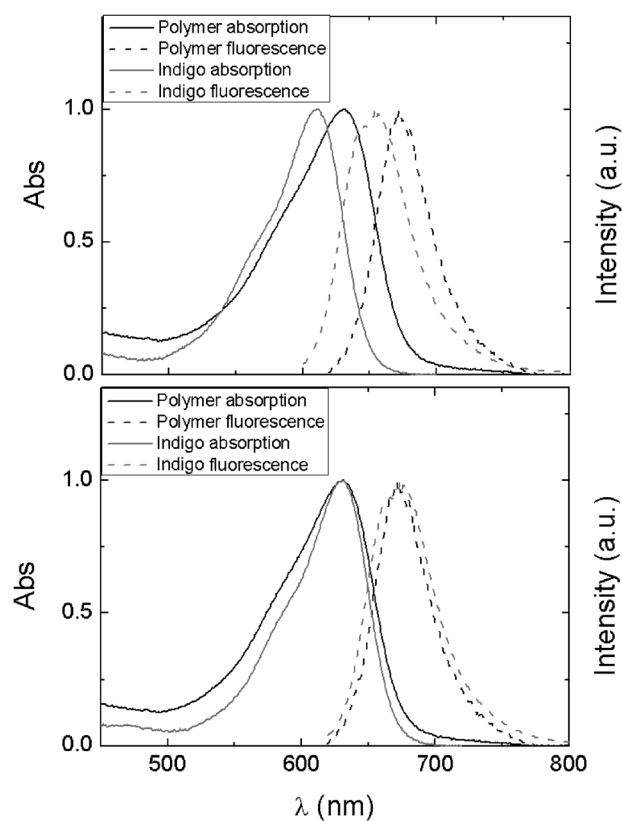 Polymer absorption
Polymer fluorescence
Indigo absorption
Indigo fluorescence
1.0
0.5
0.0
Abs
Intensity (a.u.)
Polymer absorption
Polymer fluorescence
Indigo absorption
Indigo fluorescence
1.0
0.5
0.0
Abs
Intensity (a.u.)
500 600 700 800
λ (nm)